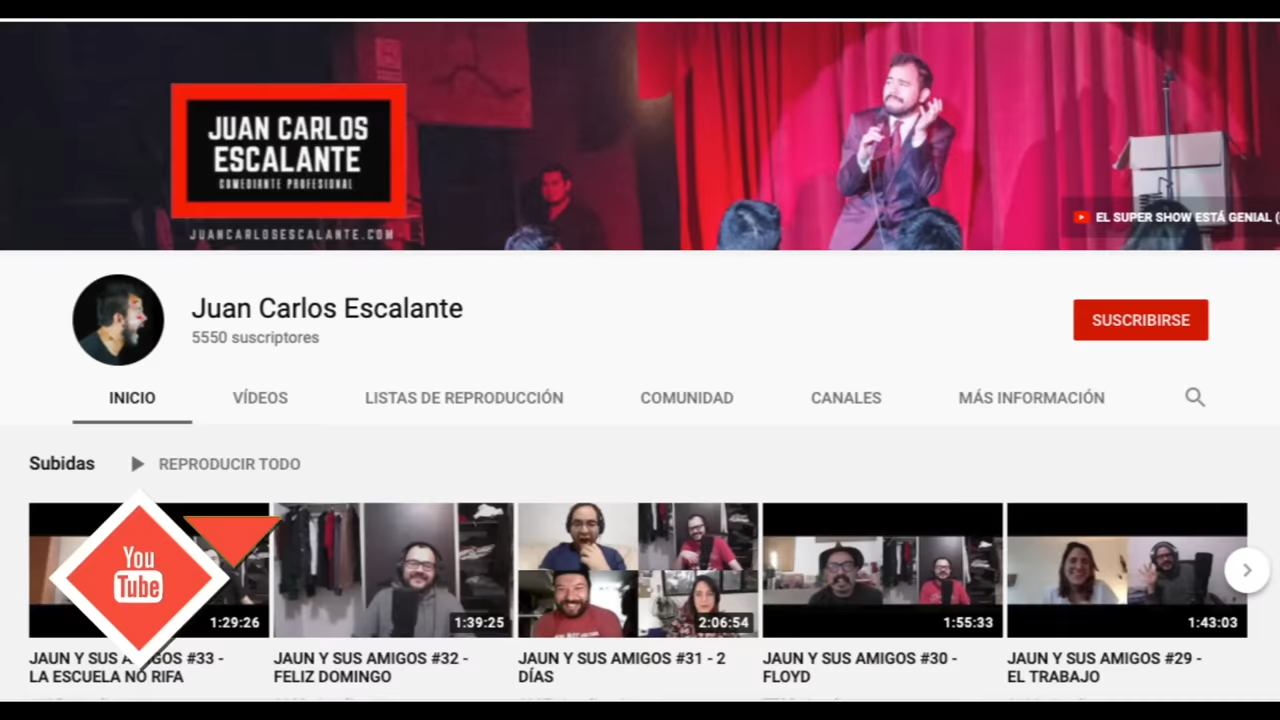 JUAN CARLOS
ESCALANTE
COMEDIANTE PROFESIONAL
JUANCARLOSESCALANTE.COM
EL SUPER SHOW ESTÁ GENIAL (
Juan Carlos Escalante
5550 suscriptores
SUSCRIBIRSE
INICIO VÍDEOS LISTAS DE REPRODUCCIÓN COMUNIDAD CANALES MÁS INFORMACIÓN
Subidas REPRODUCIR TODO
You
Tube
1:29:26 1:39:25 2:06:54 1:55:33 1:43:03
JAUN Y SUS AMIGOS #33 -
LA ESCUELA NO RIFA
JAUN Y SUS AMIGOS #32 -
FELIZ DOMINGO
JAUN Y SUS AMIGOS #31 - 2
DÍAS
JAUN Y SUS AMIGOS #30 -
FLOYD
JAUN Y SUS AMIGOS #29 -
EL TRABAJO